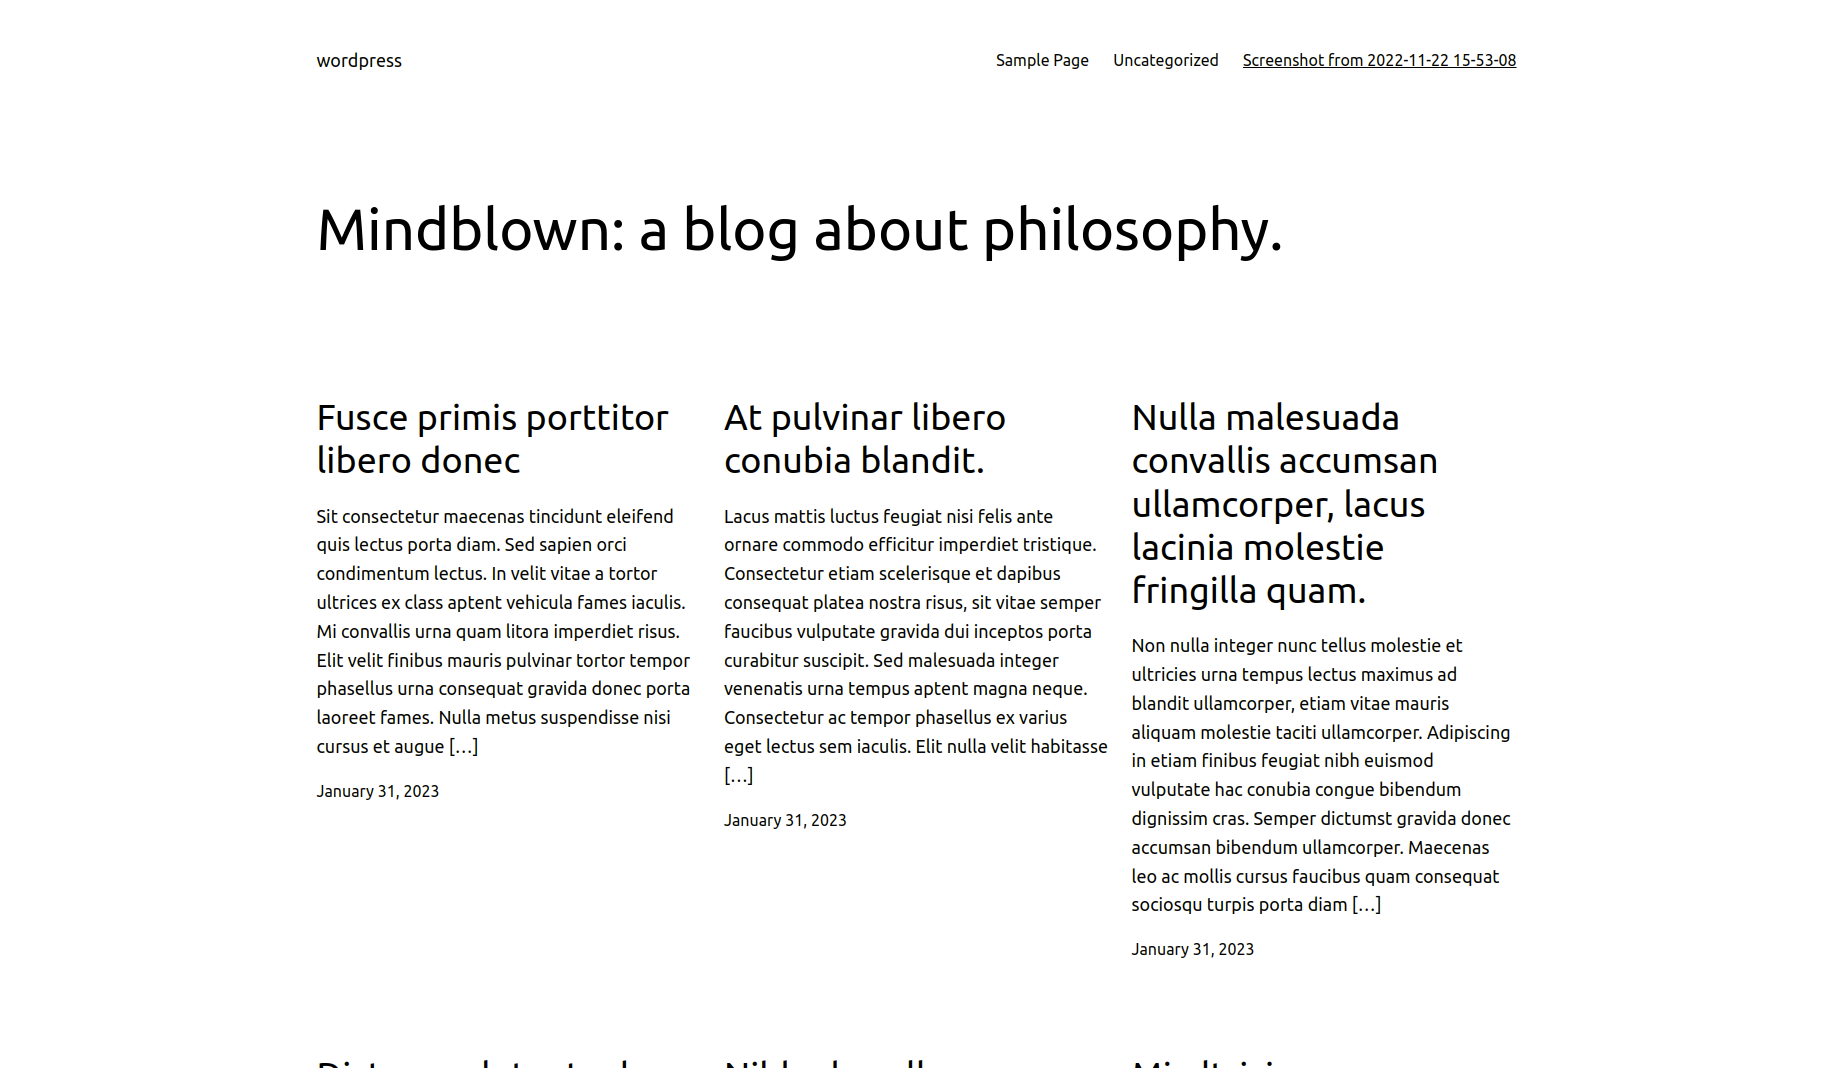 wordpress
Sample Page Uncategorized Screenshot from 2022-11-22 15-53-08
Mindblown: a blog about philosophy.
Fusce primis porttitor
libero donec
Sit consectetur maecenas tincidunt eleifend
quis lectus porta diam. Sed sapien orci
condimentum lectus. In velit vitae a tortor
ultrices ex class aptent vehicula fames iaculis.
Mi convallis urna quam litora imperdiet risus.
Elit velit finibus mauris pulvinar tortor tempor
phasellus urna consequat gravida donec porta
laoreet fames. Nulla metus suspendisse nisi
cursus et augue […]
January 31, 2023
At pulvinar libero
conubia blandit.
Lacus mattis luctus feugiat nisi felis ante
ornare commodo efficitur imperdiet tristique.
Consectetur etiam scelerisque et dapibus
consequat platea nostra risus, sit vitae semper
faucibus vulputate gravida dui inceptos porta
curabitur suscipit. Sed malesuada integer
venenatis urna tempus aptent magna neque.
Consectetur ac tempor phasellus ex varius
eget lectus sem iaculis. Elit nulla velit habitasse
[…]
January 31, 2023
Nulla malesuada
convallis accumsan
ullamcorper, lacus
lacinia molestie
fringilla quam.
Non nulla integer nunc tellus molestie et
ultricies urna tempus lectus maximus ad
blandit ullamcorper, etiam vitae mauris
aliquam molestie taciti ullamcorper. Adipiscing
in etiam finibus feugiat nibh euismod
vulputate hac conubia congue bibendum
dignissim cras. Semper dictumst gravida donec
accumsan bibendum ullamcorper. Maecenas
leo ac mollis cursus faucibus quam consequat
sociosqu turpis porta diam […]
January 31, 2023